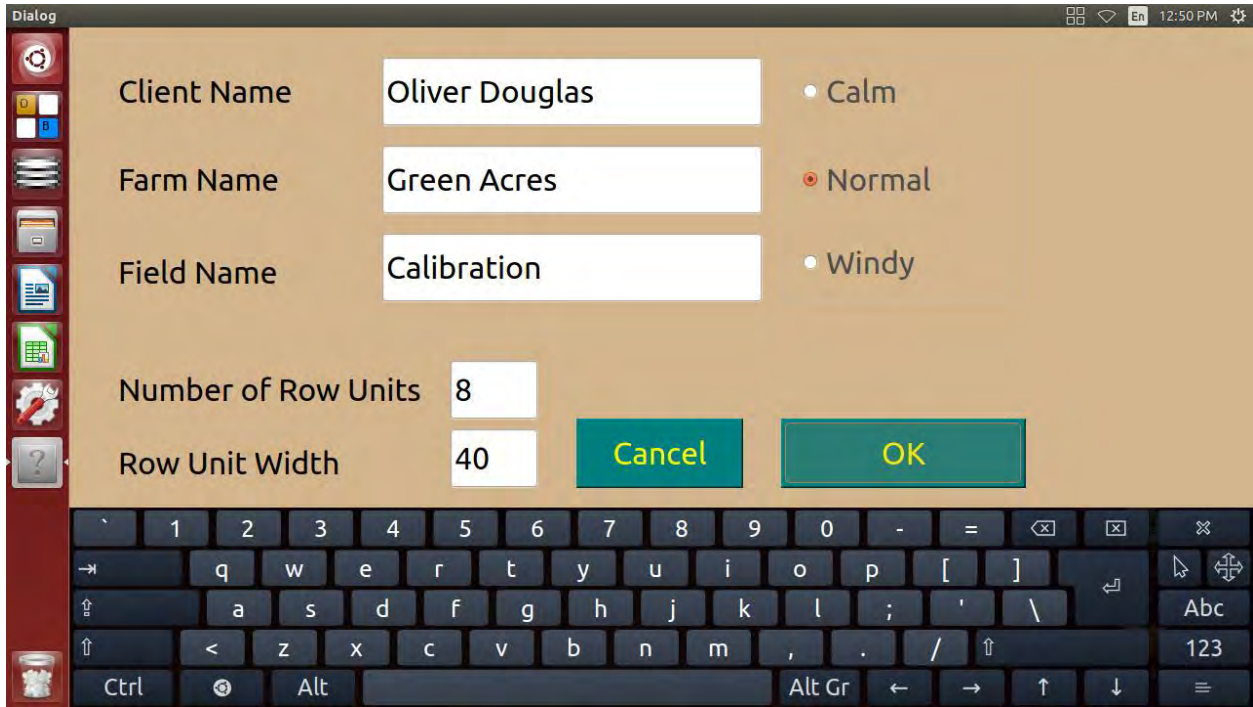 Dialog
En 12:50 PM
O
B
Client Name Oliver Douglas Calm
Farm Name Green Acres Normal
Field Name Calibration Windy
Number of Row Units 8
Row Unit Width 40 Cancel OK
?
` 1 2 3 4 5 6 7 8 9 0 - =
q w e r t y u i o p [ ]
a s d f g h j k l ; ' \ Abc
< z x c v b n m , . / 123
Ctrl Alt Alt Gr ← → ↑ ↓